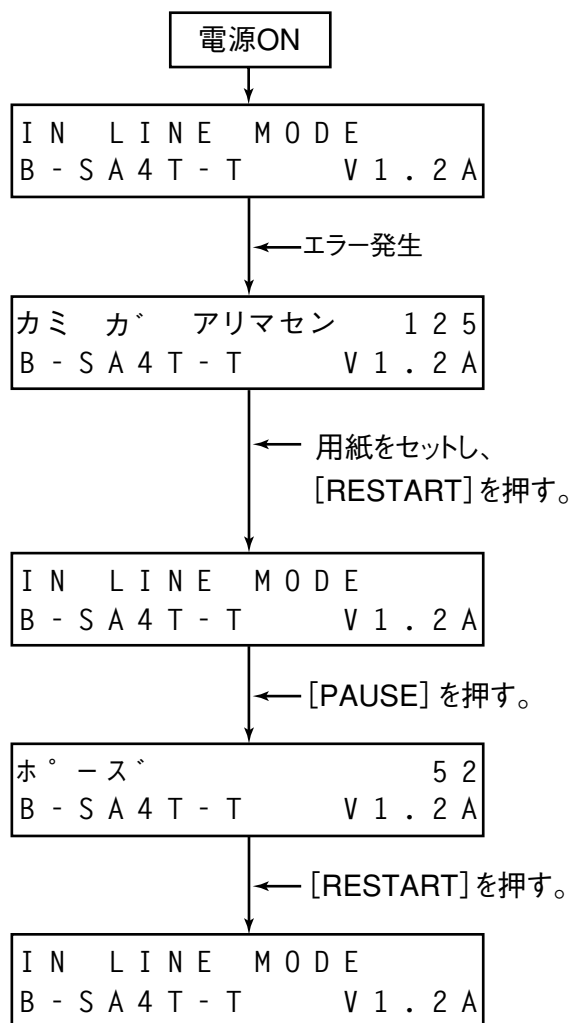 電源ON
IN LINE MODE
B-SA4T-T V1.2A
エラー発生
カミ ガ アリマセン 125
B-SA4T-T V1.2A
用紙をセットし、
[RESTART]を押す。
IN LINE MODE
B-SA4T-T V1.2A
[PAUSE]を押す。
ポーズ 52
B-SA4T-T V1.2A
[RESTART]を押す。
IN LINE MODE
B-SA4T-T V1.2A